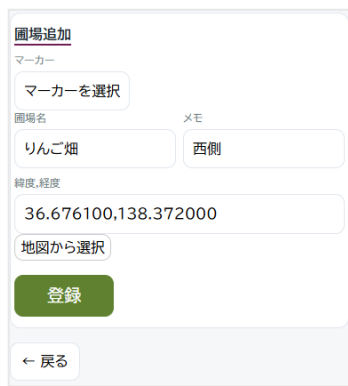 圃場追加
マーカー
マーカーを選択
圃場名 メモ
りんご畑 西側
緯度,経度
36.676100,138.372000
地図から選択
登録
← 戻る